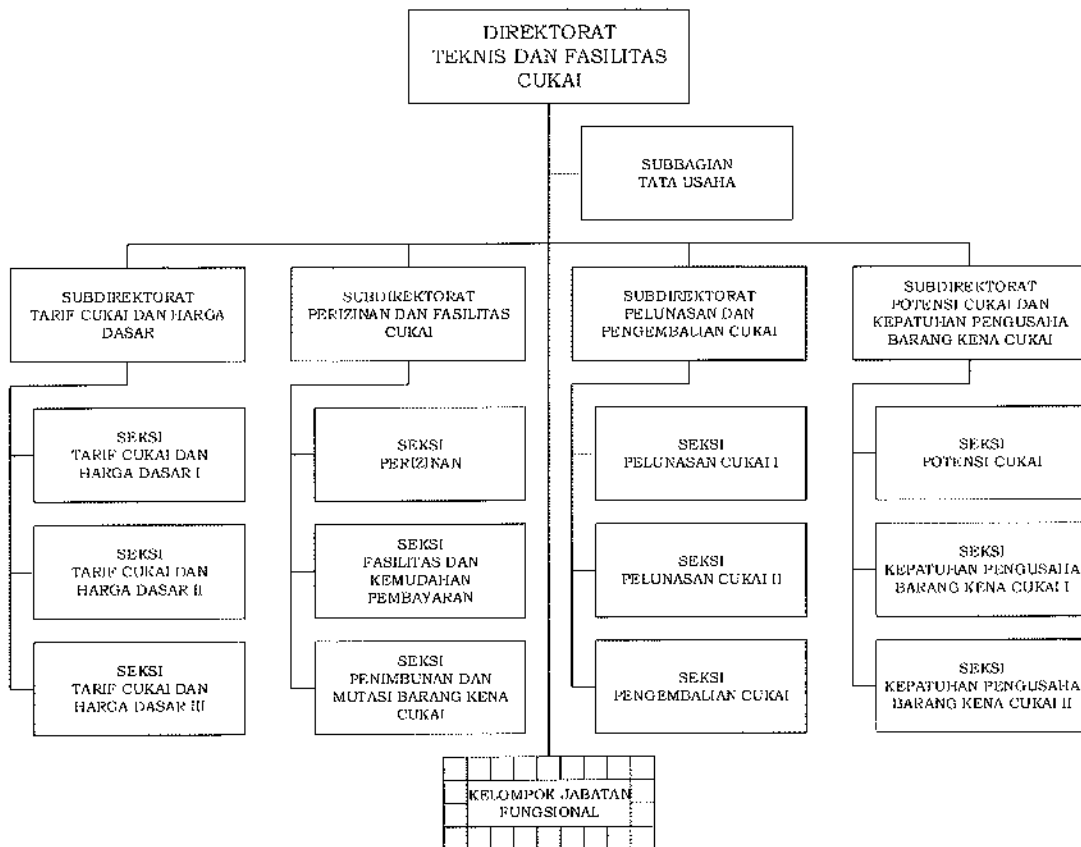 DIREKTORAT
TEKNIS DAN FASILITAS
CUKAI
SUBBAGIAN
TATA USAHA
SUBDIREKTORAT
TARIF CUKAI DAN HARGA
DASAR
SUBDIREKTORAT
PERIZINAN DAN FASILITAS
CUKAI
SUBDIREKTORAT
PELUNASAN DAN
PENGEMBALIAN CUKAI
SUBDIREKTORAT
POTENSI CUKAI DAN
KEPATUHAN PENGUSAHA
BARANG KENA CUKAI
SEKSI
TARIF CUKAI DAN
HARGA DASAR I
SEKSI
PERIZINAN
SEKSI
PELUNASAN CUKAI I
SEKSI
POTENSI CUKAI
SEKSI
TARIF CUKAI DAN
HARGA DASAR II
SEKSI
FASILITAS DAN
KEMUDAHAN
PEMBAYARAN
SEKSI
PELUNASAN CUKAI II
SEKSI
KEPATUHAN PENGUSAHA
BARANG KENA CUKAI I
SEKSI
TARIF CUKAI DAN
HARGA DASAR III
SEKSI
PENIMBUNAN DAN
MUTASI BARANG KENA
CUKAI
SEKSI
PENGEMBALIAN CUKAI
SEKSI
KEPATUHAN PENGUSAHA
BARANG KENA CUKAI II
KELOMPOK JABATAN
FUNGSIONAL